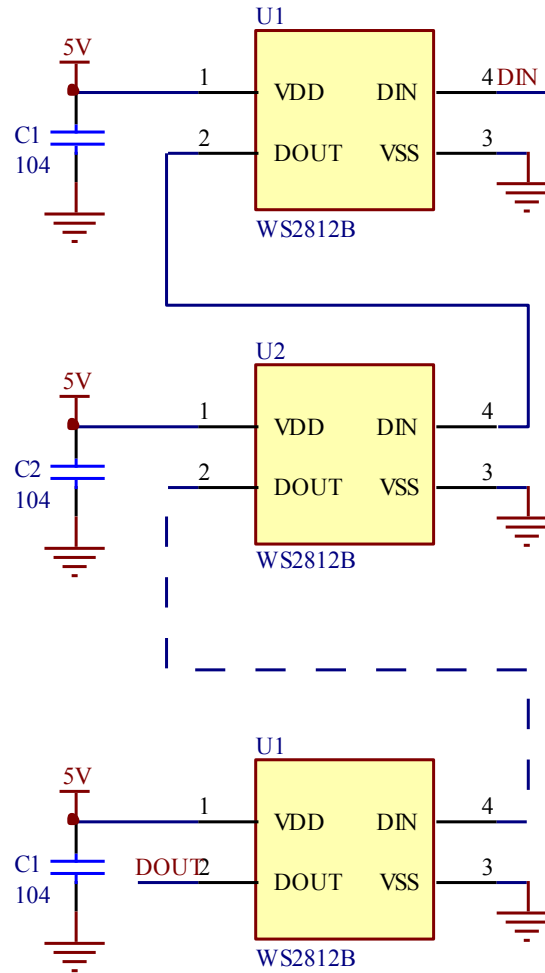 U1
5V
1 VDD DIN 4 DIN
C1
104
2 DOUT VSS 3
WS2812B
U2
5V
1 VDD DIN 4
C2
104
2 DOUT VSS 3
WS2812B
U1
5V
1 VDD DIN 4
C1
104
DOUT 2 DOUT VSS 3
WS2812B